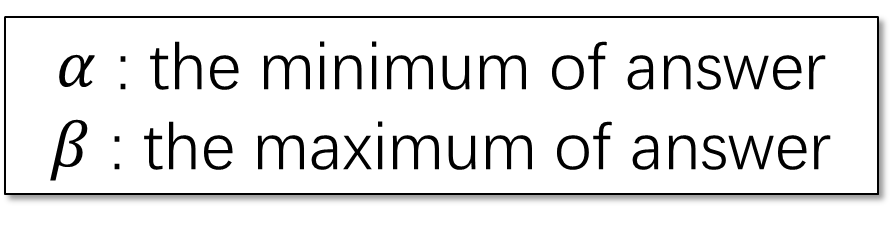 α : the minimum of answer
β : the maximum of answer